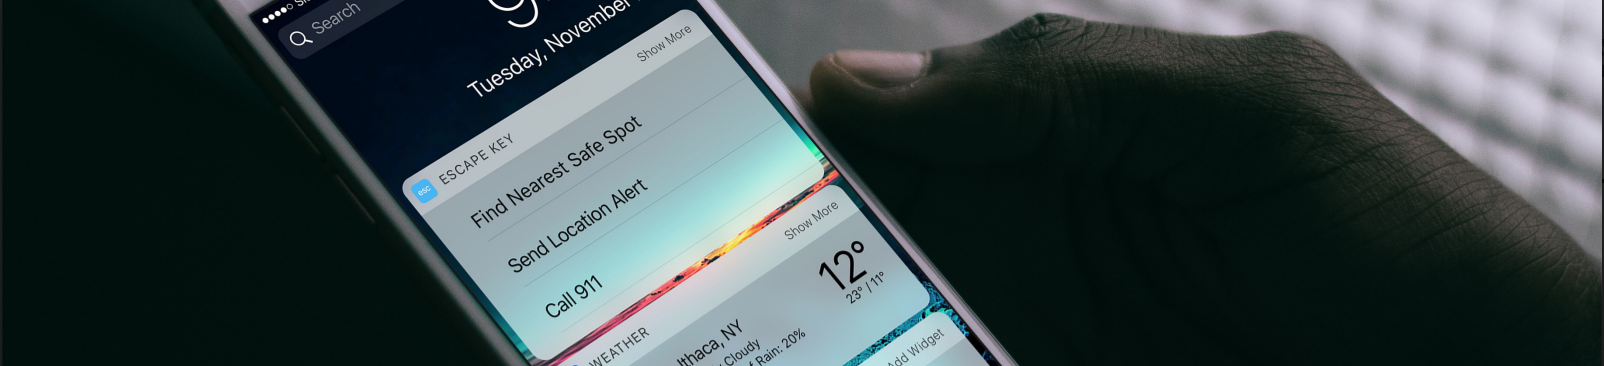 Search
Tuesday, November
Show More
esc
ESCAPE KEY
Find Nearest Safe Spot
Send Location Alert
Call 911
Show More
WEATHER
12°
23° / 11°
Ithaca, NY
Cloudy
Rain: 20%
Add Widget